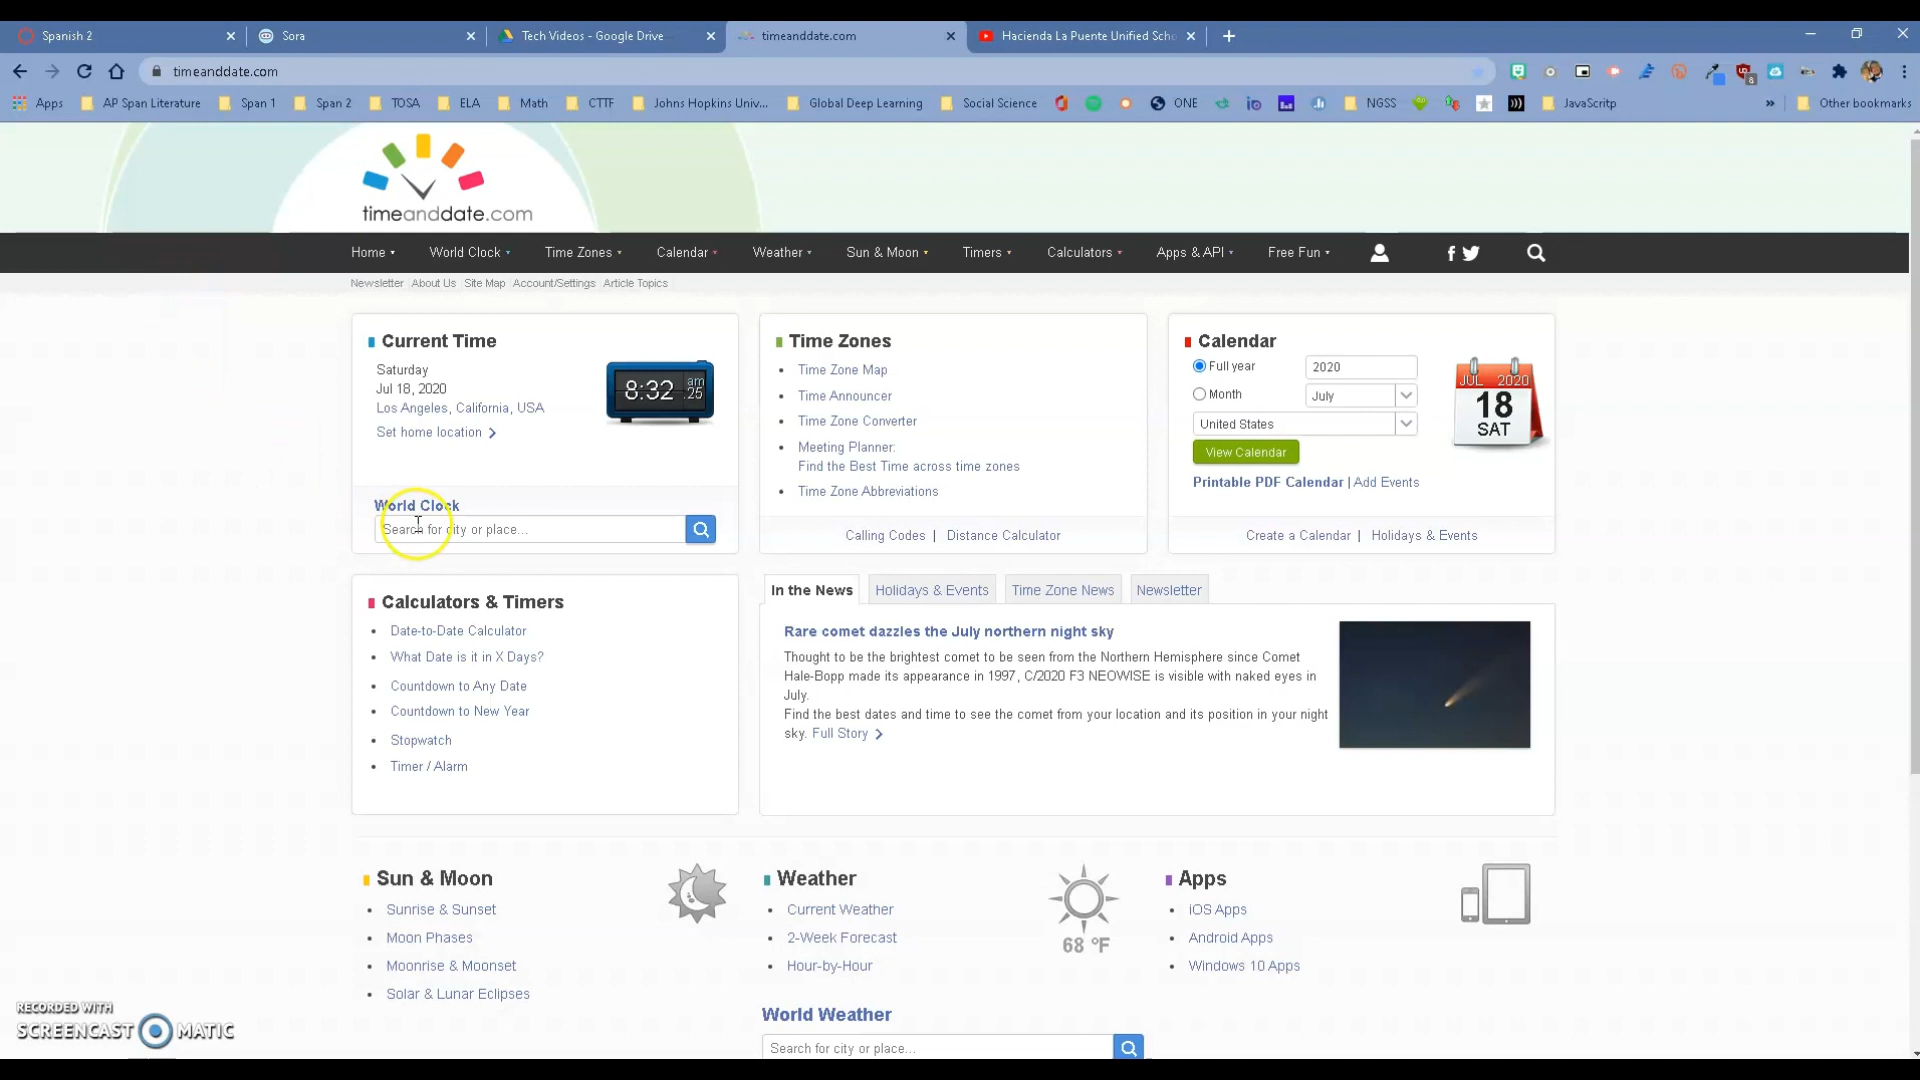 Spanish 2
Sora
Tech Videos - Google Drive
timeanddate.com
Hacienda La Puente Unified Scho
timeanddate.com
Apps
AP Span Literature
Span 1
Span 2
TOSA
ELA
Math
CTTF
Johns Hopkins Univ...
Global Deep Learning
Social Science
ONE
NGSS
JavaScritp
Other bookmarks
timeanddate.com
Home
World Clock
Time Zones
Calendar
Weather
Sun & Moon
Timers
Calculators
Apps & API
Free Fun
Newsletter
About Us
Site Map
Account/Settings
Article Topics
Current Time
Saturday
Jul 18, 2020
Los Angeles, California, USA
Set home location
8:32 am 25
World Clock
Search for city or place...
Time Zones
Time Zone Map
Time Announcer
Time Zone Converter
Meeting Planner:
Find the Best Time across time zones
Time Zone Abbreviations
Calling Codes | Distance Calculator
Calendar
Full year
2020
Month
July
United States
View Calendar
JUL 2020
18
SAT
Printable PDF Calendar | Add Events
Create a Calendar | Holidays & Events
Calculators & Timers
Date-to-Date Calculator
What Date is it in X Days?
Countdown to Any Date
Countdown to New Year
Stopwatch
Timer / Alarm
In the News
Holidays & Events
Time Zone News
Newsletter
Rare comet dazzles the July northern night sky
Thought to be the brightest comet to be seen from the Northern Hemisphere since Comet
Hale-Bopp made its appearance in 1997, C/2020 F3 NEOWISE is visible with naked eyes in
July.
Find the best dates and time to see the comet from your location and its position in your night
sky. Full Story
Sun & Moon
Sunrise & Sunset
Moon Phases
Moonrise & Moonset
Solar & Lunar Eclipses
Weather
Current Weather
2-Week Forecast
Hour-by-Hour
68 °F
World Weather
Search for city or place...
Apps
iOS Apps
Android Apps
Windows 10 Apps
RECORDED WITH
SCREENCAST MATIC